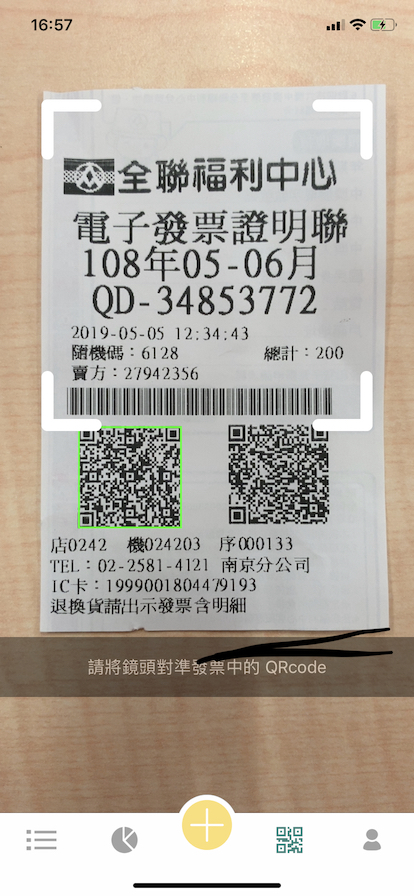 16:57
全聯福利中心
電子發票證明聯
108年05-06月
QD-34853772
2019-05-05 12:34:43
隨機碼：6128 總計：200
賣方：27942356
店0242 機024203 序000133
TEL：02-2581-4121 南京分公司
IC卡：1999001804479193
退換貨請出示發票含明細
請將鏡頭對準發票中的 QRcode